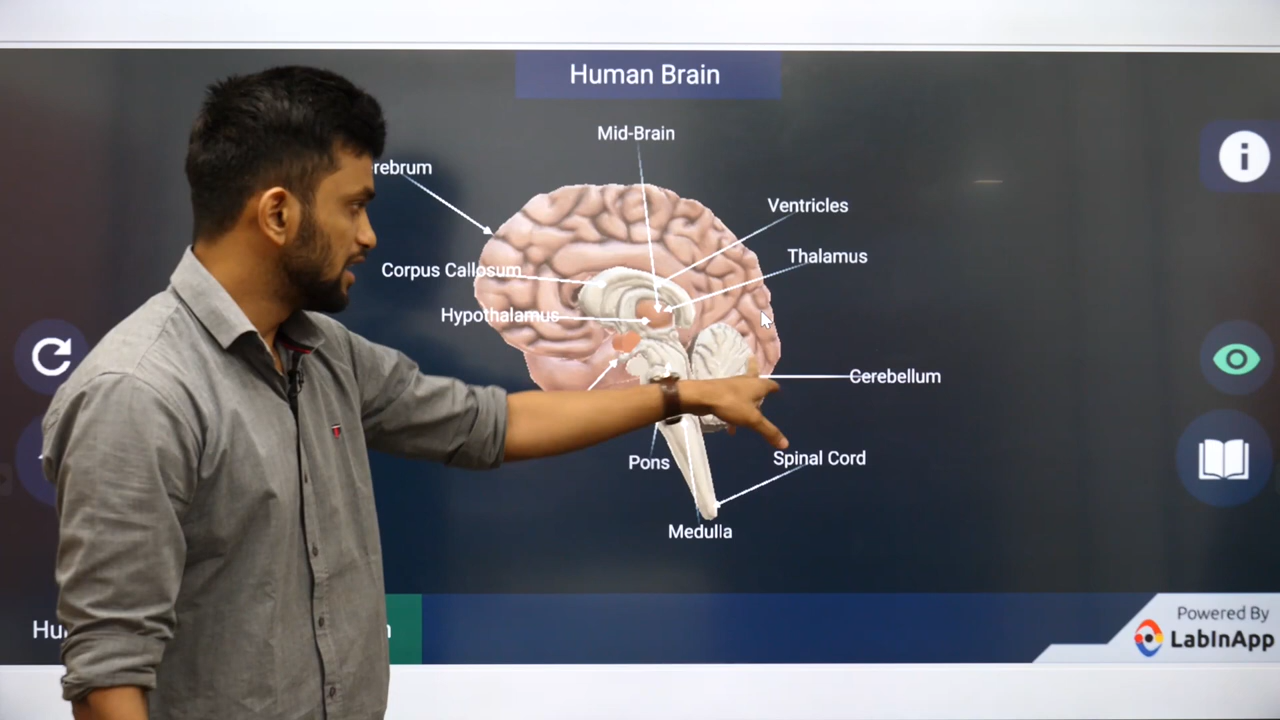 Human Brain
Mid-Brain
rebrum
Ventricles
Thalamus
Corpus Callosum
Hypothalamus
Cerebellum
Spinal Cord
Pons
Medulla
Powered By
LabInApp